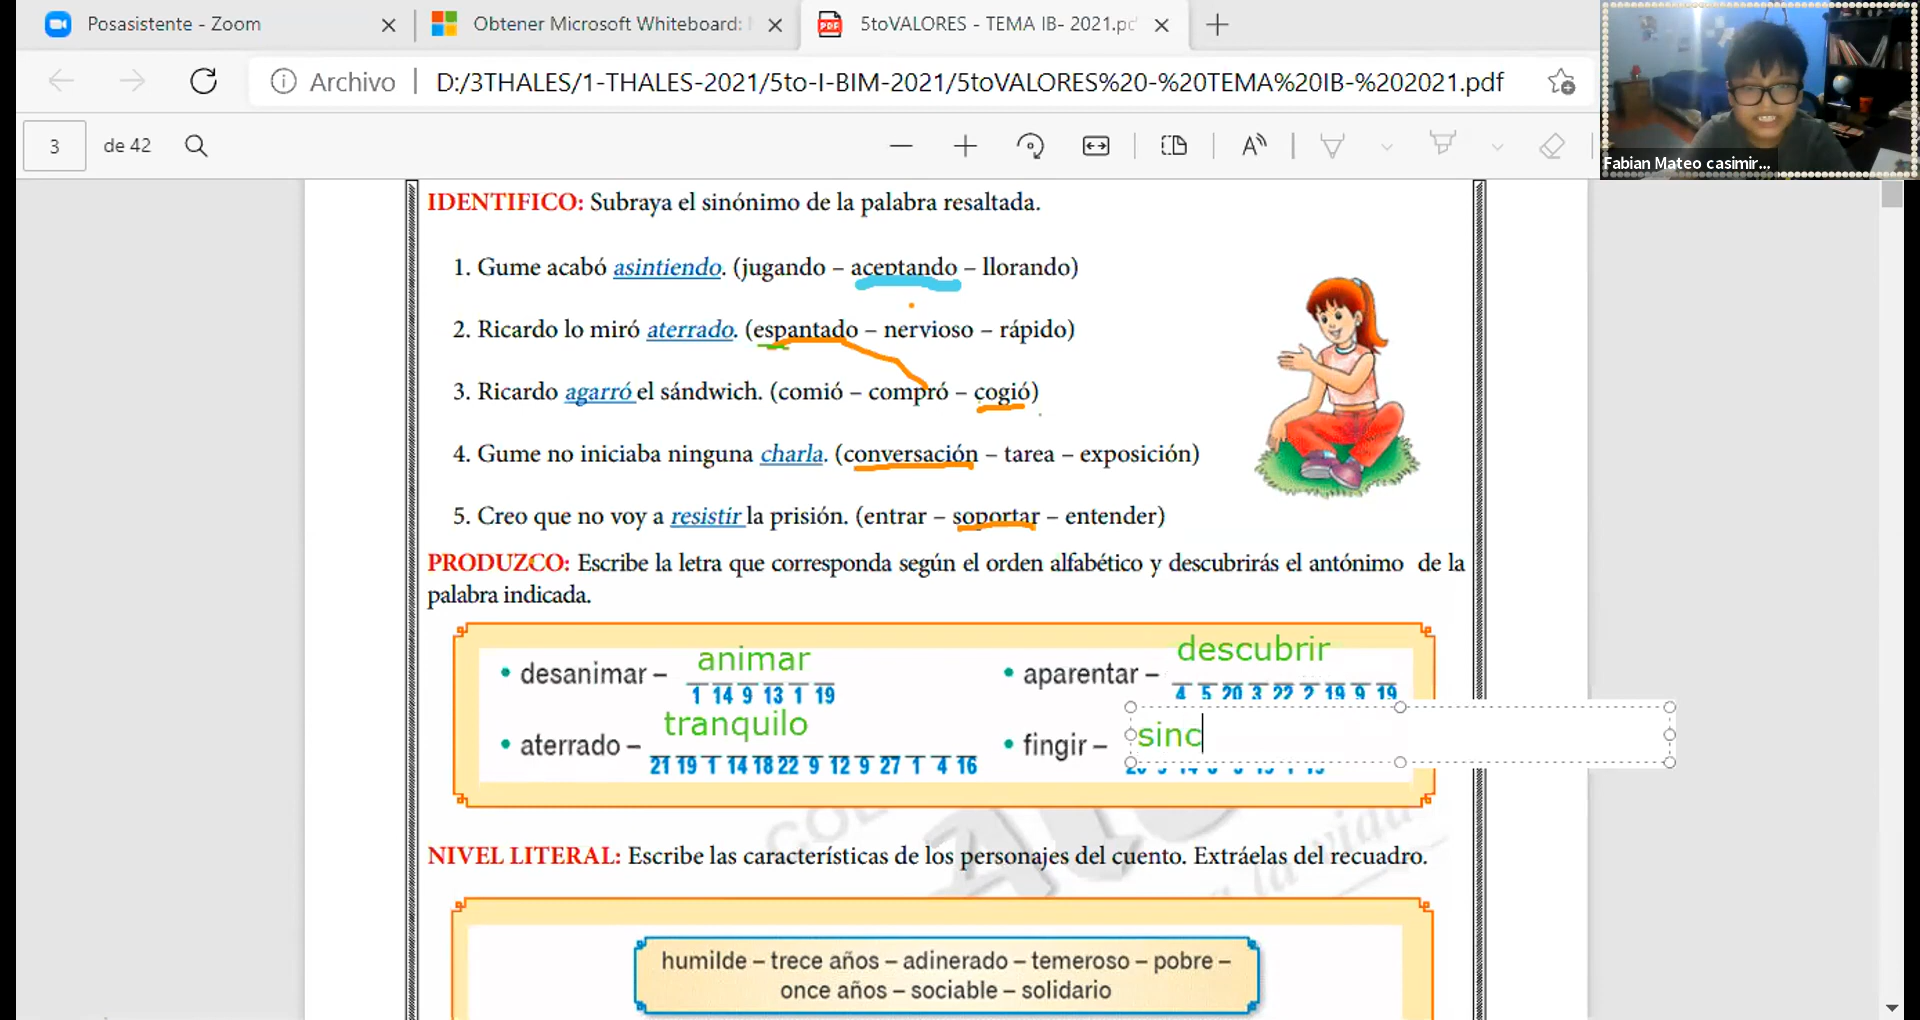 Posasistente - Zoom
Obtener Microsoft Whiteboard:
5toVALORES - TEMA IB- 2021.pd
Archivo
D:/3THALES/1-THALES-2021/5to-I-BIM-2021/5toVALORES%20-%20TEMA%20IB-%202021.pdf
3 de 42
Fabian Mateo casimir...
IDENTIFICO: Subraya el sinónimo de la palabra resaltada.
1. Gume acabó asintiendo. (jugando – aceptando – llorando)
2. Ricardo lo miró aterrado. (espantado – nervioso – rápido)
3. Ricardo agarró el sándwich. (comió – compró – cogió)
4. Gume no iniciaba ninguna charla. (conversación – tarea – exposición)
5. Creo que no voy a resistir la prisión. (entrar – soportar – entender)
PRODUZCO: Escribe la letra que corresponda según el orden alfabético y descubrirás el antónimo de la
palabra indicada.
• desanimar – animar
1 14 9 13 1 19
• aparentar – descubrir
4 5 20 3 22 2 19 9 19
• aterrado – tranquilo
21 19 1 14 18 22 9 12 9 27 1 4 16
• fingir – sinc
NIVEL LITERAL: Escribe las características de los personajes del cuento. Extráelas del recuadro.
humilde – trece años – adinerado – temeroso – pobre –
once años – sociable – solidario